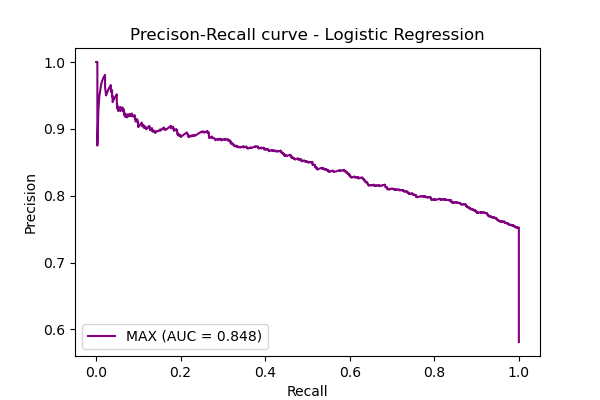 Precison-Recall curve - Logistic Regression
1.0
0.9
0.8
0.7
0.6
Precision
MAX (AUC = 0.848)
0.0 0.2 0.4 0.6 0.8 1.0
Recall